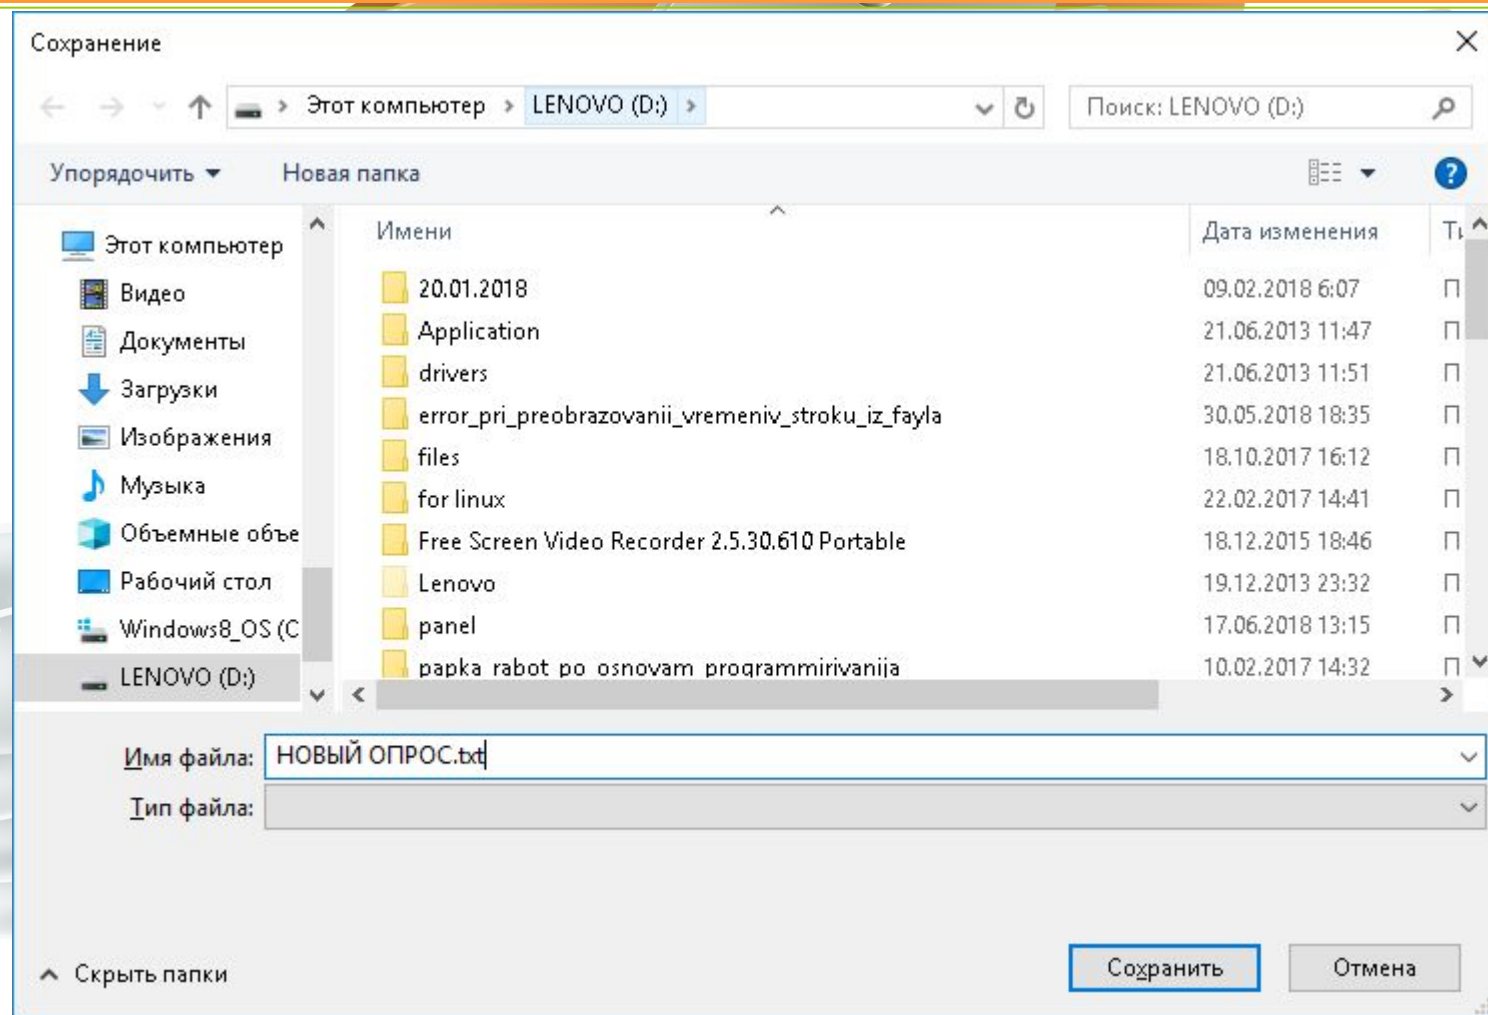 Сохранение
Этот компьютер > LENOVO (D:) >
Поиск: LENOVO (D:)
Упорядочить
Новая папка
Имени
Дата изменения
Этот компьютер
Видео
Документы
Загрузки
Изображения
Музыка
Объемные объе
Рабочий стол
Windows8_OS (C
LENOVO (D:)
20.01.2018 09.02.2018 6:07 П
Application 21.06.2013 11:47 П
drivers 21.06.2013 11:51 П
error_pri_preobrazovanii_vremeniv_stroku_iz_fayla 30.05.2018 18:35 П
files 18.10.2017 16:12 П
for linux 22.02.2017 14:41 П
Free Screen Video Recorder 2.5.30.610 Portable 18.12.2015 18:46 П
Lenovo 19.12.2013 23:32 П
panel 17.06.2018 13:15 П
papka_rabot_po_osnovam_programmirivanija 10.02.2017 14:32 П
Имя файла: НОВЫЙ ОПРОС.txt
Тип файла:
Скрыть папки
Сохранить
Отмена